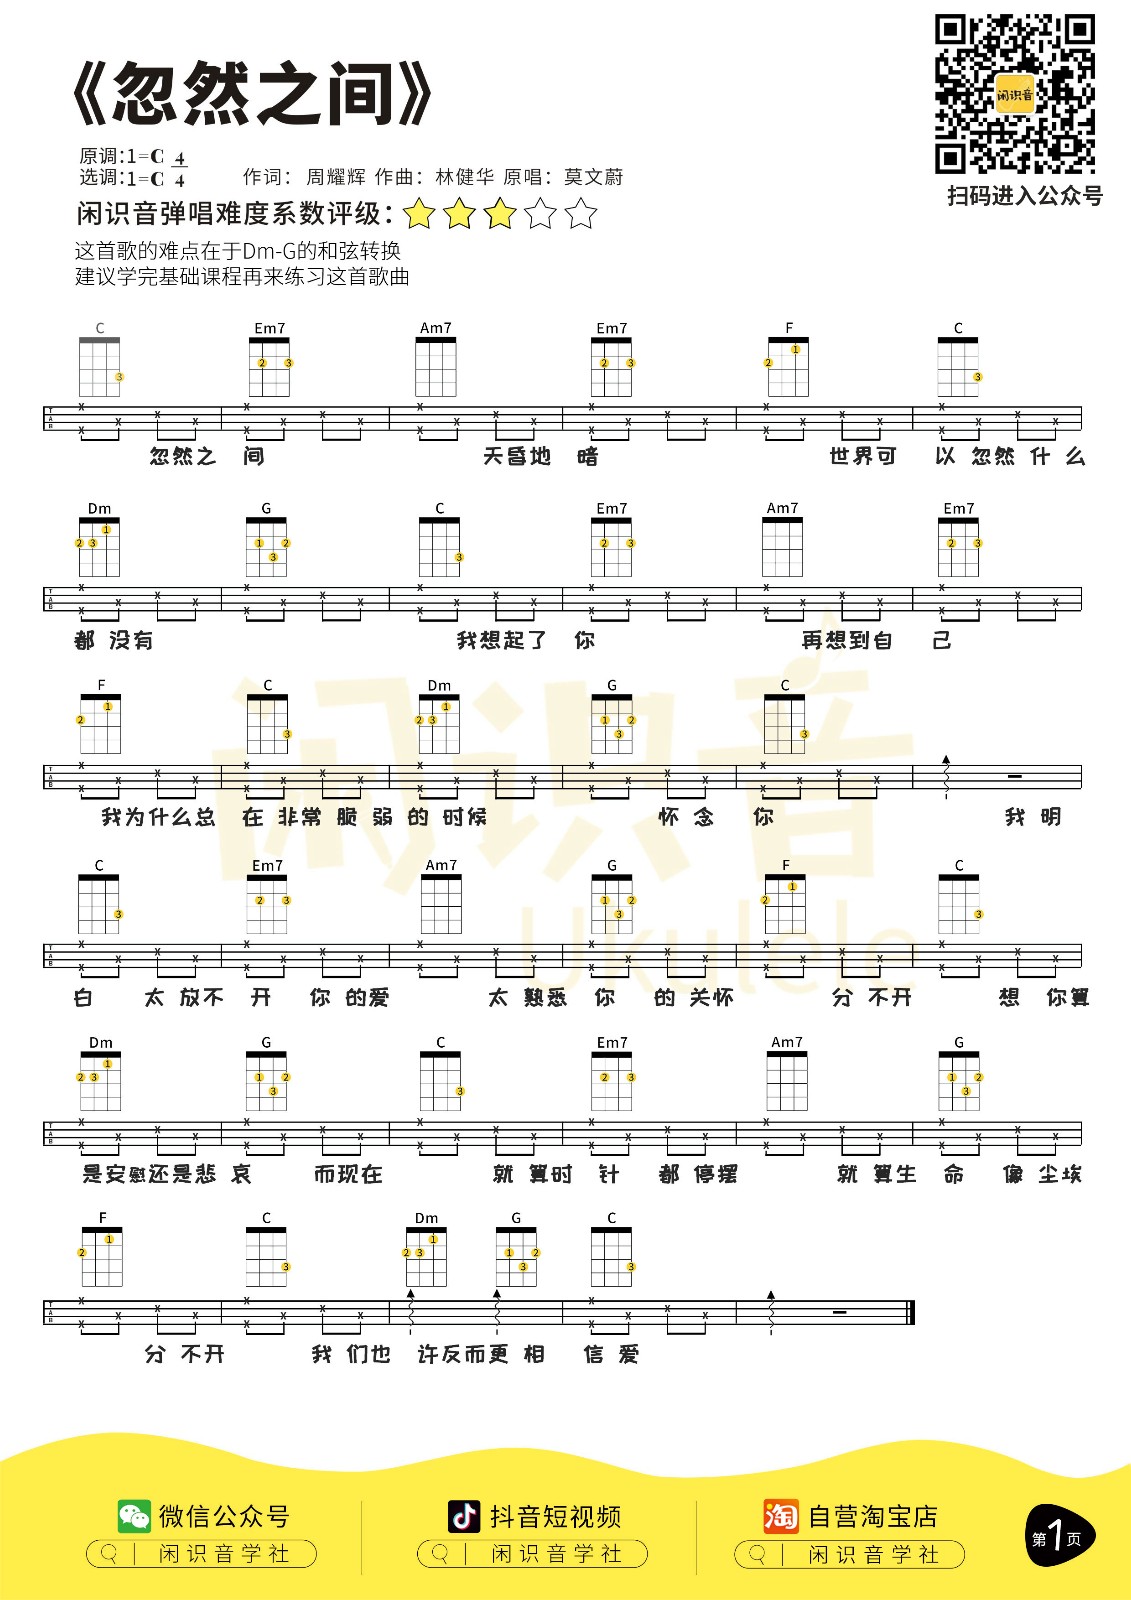 《忽然之间》
闲识音
扫码进入公众号
原调:1=C 4
选调:1=C 4
作词: 周耀辉 作曲: 林健华 原唱: 莫文蔚
闲识音弹唱难度系数评级:
这首歌的难点在于Dm-G的和弦转换
建议学完基础课程再来练习这首歌曲
C Em7 Am7 Em7 F C
忽然之 间 天昏地 暗 世界可 以 忽然 什 么
Dm G C Em7 Am7 Em7
都 没有 我想起了 你 再想到自 己
F C Dm G C
我为什么总 在 非常 脆 弱 的 时候 怀 念 你 我 明
C Em7 Am7 G F C
白 太 放不 开 你 的爱 太 熟悉 你 的 关怀 分 不开 想 你算
Dm G C Em7 Am7 G
是安慰还是悲 哀 而现在 就 算时 针 都 停摆 就 算生 命 像 尘埃
F C Dm G C
分 不开 我 们也 许反而更 相 信 爱
闲识音
Ukulele
微信公众号 抖音短视频 淘 自营淘宝店
闲识音学社 闲识音学社 闲识音学社
第1页